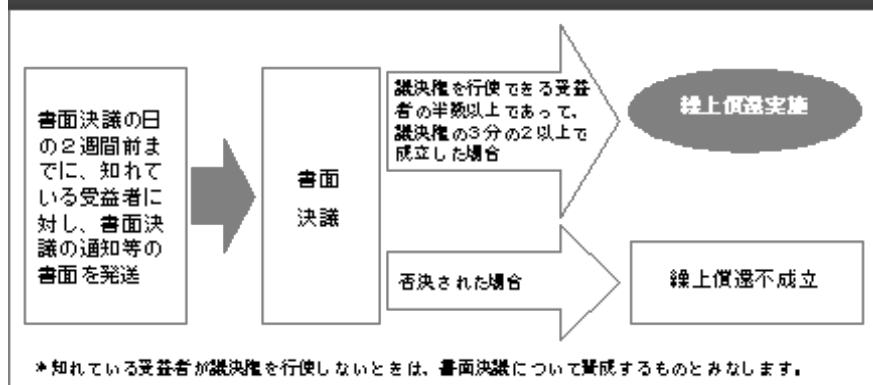 書面決議の日
の２週間前ま
でに、知れて
いる受益者に
対し、書面決
議の通知等の
書面を発送
書面
決議
議決権を行使できる受益
者の半数以上であって、
議決権の３分の２以上で
成立した場合
繰上償還実施
否決された場合
繰上償還不成立
＊知れている受益者が議決権を行使しないときは、書面決議について賛成するものとみなします。